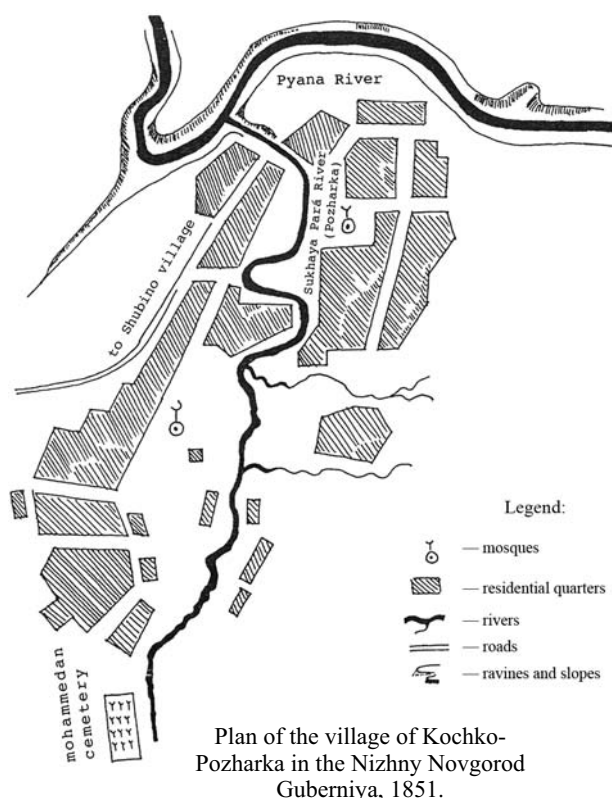 Pyana River
Sukhaya Pará River
(Pozharka)
to Shubino village
Legend:
— mosques
— residential quarters
— rivers
— roads
— ravines and slopes
mohammedan
cemetery
Plan of the village of Kochko-
Pozharka in the Nizhny Novgorod
Guberniya, 1851.